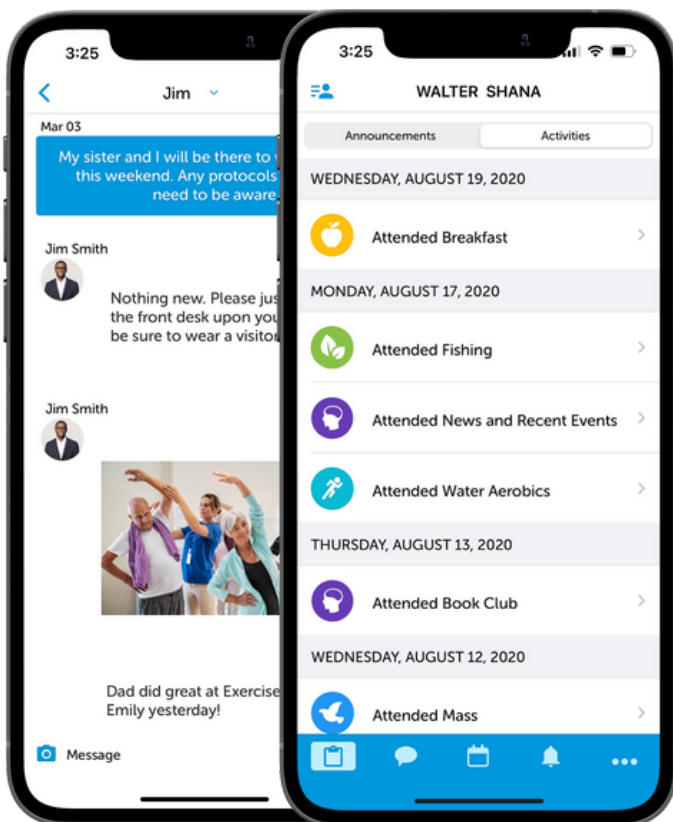 3:25
Jim
Mar 03
My sister and I will be there to
this weekend. Any protocols
need to be aware
Jim Smith
Nothing new. Please jus
the front desk upon you
be sure to wear a visitor
Jim Smith
Dad did great at Exercise
Emily yesterday!
Message
3:25
WALTER SHANA
Announcements
Activities
WEDNESDAY, AUGUST 19, 2020
Attended Breakfast
MONDAY, AUGUST 17, 2020
Attended Fishing
Attended News and Recent Events
Attended Water Aerobics
THURSDAY, AUGUST 13, 2020
Attended Book Club
WEDNESDAY, AUGUST 12, 2020
Attended Mass